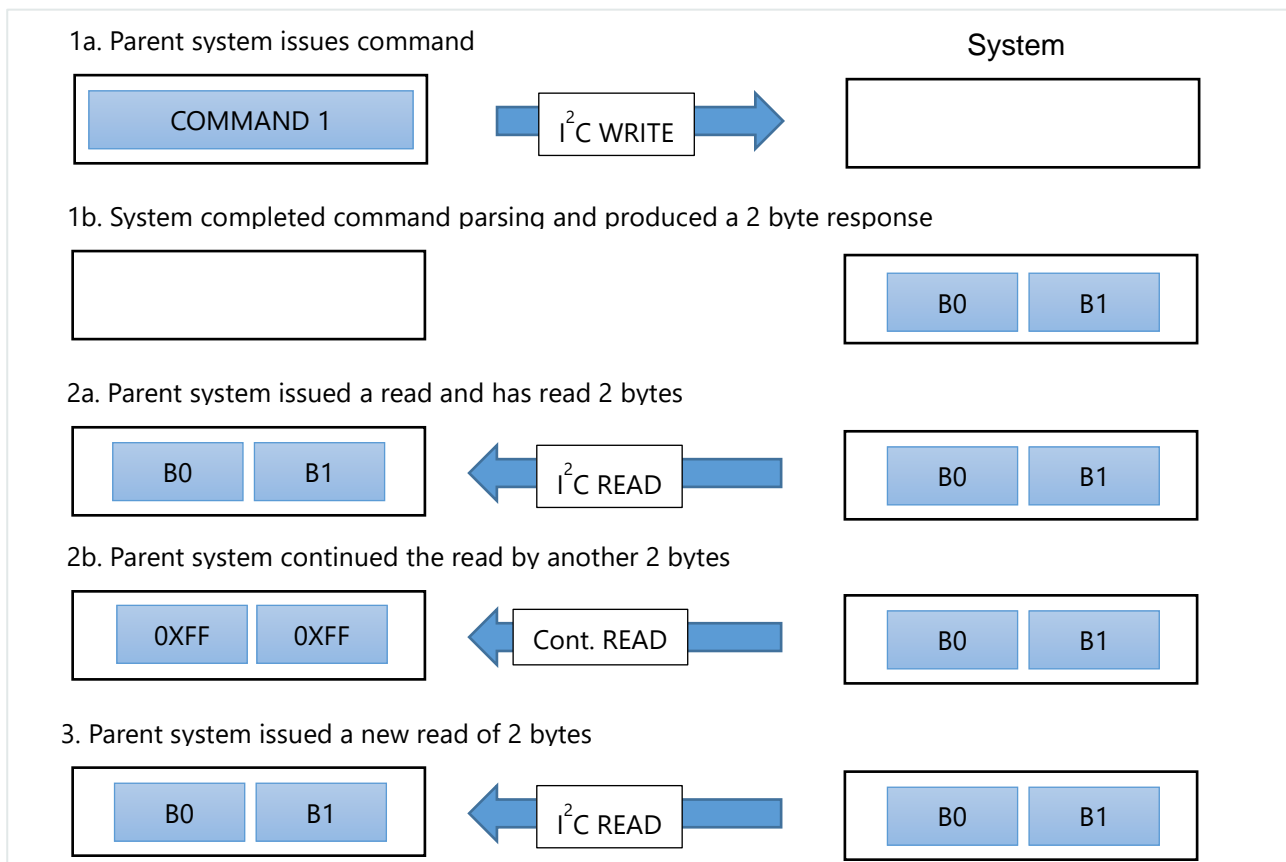 1a. Parent system issues command
System
COMMAND 1
I²C WRITE
1b. System completed command parsing and produced a 2 byte response
B0 B1
2a. Parent system issued a read and has read 2 bytes
B0 B1 I²C READ B0 B1
2b. Parent system continued the read by another 2 bytes
0XFF 0XFF Cont. READ B0 B1
3. Parent system issued a new read of 2 bytes
B0 B1 I²C READ B0 B1